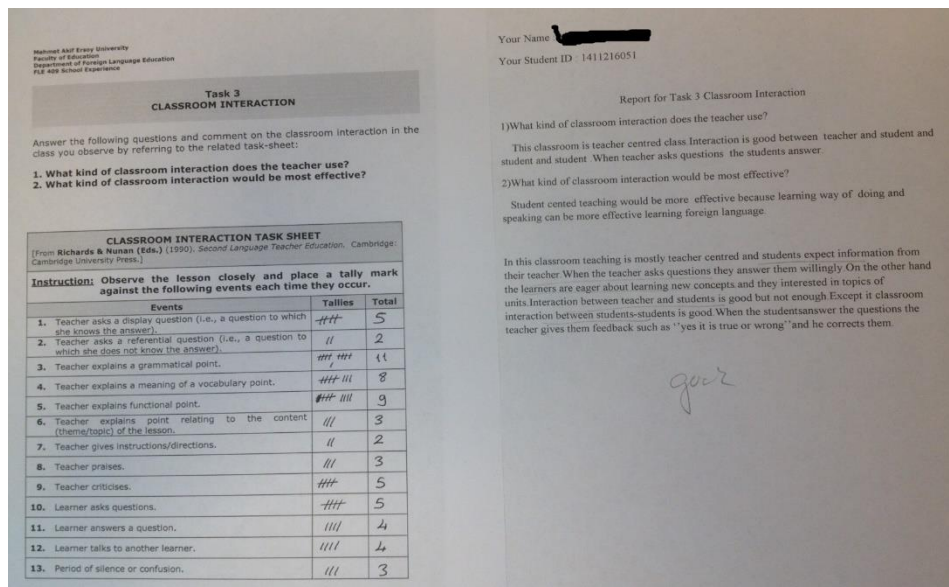 Mehmet Akif Ersoy University
Faculty of Education
Department of Foreign Language Education
FLE 409 School Experience
Task 3
CLASSROOM INTERACTION
Answer the following questions and comment on the classroom interaction in the
class you observe by referring to the related task-sheet:
1. What kind of classroom interaction does the teacher use?
2. What kind of classroom interaction would be most effective?
CLASSROOM INTERACTION TASK SHEET
[From Richards & Nunan (Eds.) (1990). Second Language Teacher Education. Cambridge:
Cambridge University Press.]
Instruction: Observe the lesson closely and place a tally mark
against the following events each time they occur.
Events Tallies Total
1. Teacher asks a display question (i.e., a question to which
she knows the answer). 5
2. Teacher asks a referential question (i.e., a question to
which she does not know the answer). 2
3. Teacher explains a grammatical point. 11
4. Teacher explains a meaning of a vocabulary point. 8
5. Teacher explains functional point. 9
6. Teacher explains point relating to the content
(theme/topic) of the lesson. 3
7. Teacher gives instructions/directions. 2
8. Teacher praises. 3
9. Teacher criticises. 5
10. Learner asks questions. 5
11. Learner answers a question. 4
12. Learner talks to another learner. 4
13. Period of silence or confusion. 3
Your Name
Your Student ID : 1411216051
Report for Task 3 Classroom Interaction
1)What kind of classroom interaction does the teacher use?
This classroom is teacher centred class.Interaction is good between teacher and student and
student and student .When teacher asks questions the students answer.
2)What kind of classroom interaction would be most effective?
Student cented teaching would be more effective because learning way of doing and
speaking can be more effective learning foreign language.
In this classroom teaching is mostly teacher centred and students expect information from
their teacher.When the teacher asks questions they answer them willingly.On the other hand
the learners are eager about learning new concepts.and they interested in topics of
units.Interaction between teacher and students is good but not enough.Except it classroom
interaction between students-students is good.When the studentsanswer the questions the
teacher gives them feedback such as ''yes it is true or wrong''and he corrects them.